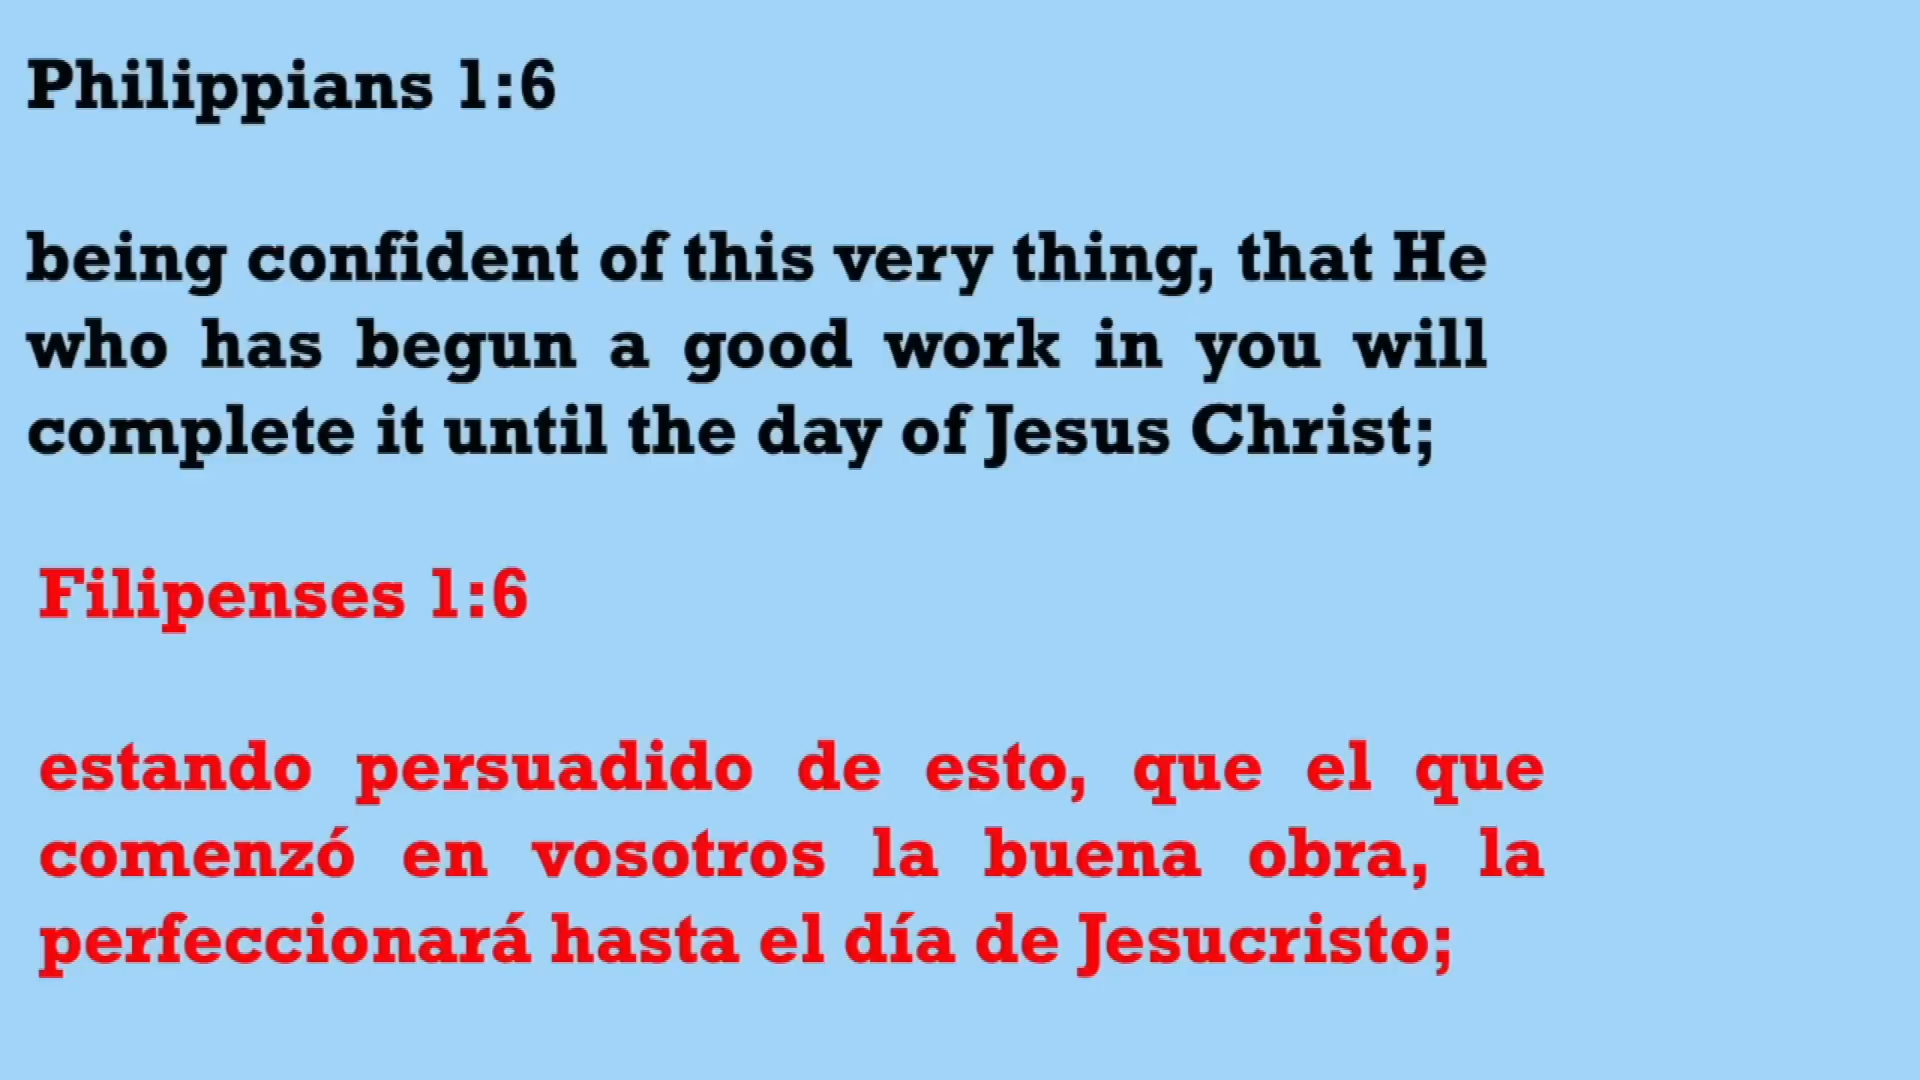 Philippians 1:6
being confident of this very thing, that He
who has begun a good work in you will
complete it until the day of Jesus Christ;
Filipenses 1:6
estando persuadido de esto, que el que
comenzó en vosotros la buena obra, la
perfeccionará hasta el día de Jesucristo;